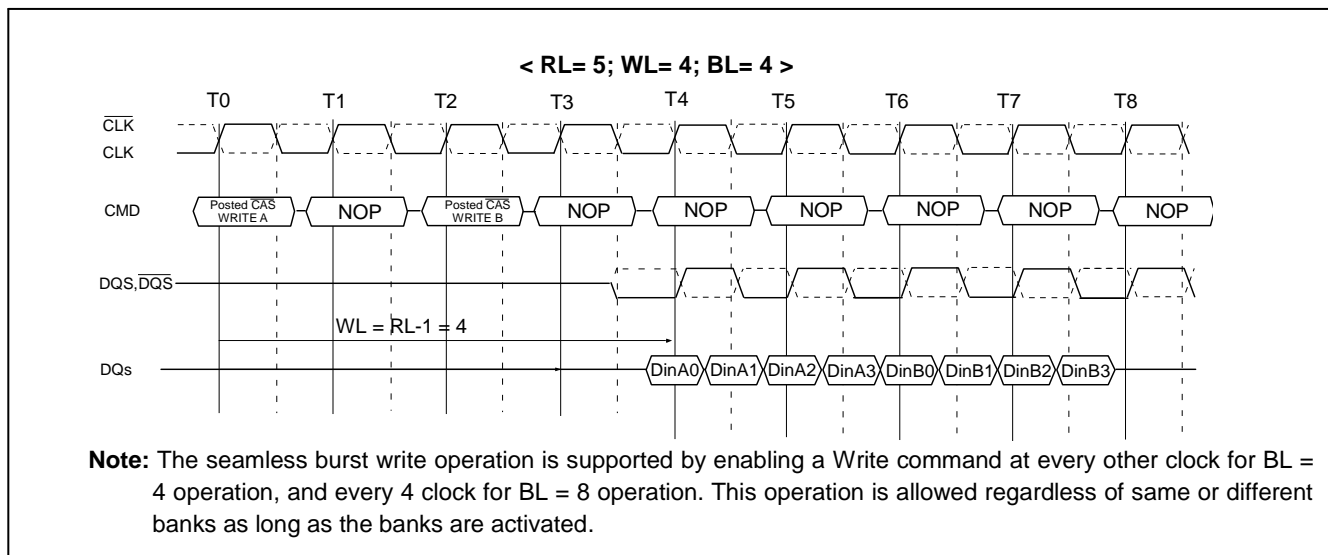 < RL= 5; WL= 4; BL= 4 >
T0 T1 T2 T3 T4 T5 T6 T7 T8
CLK
CLK
CMD
Posted CAS
WRITE A
NOP
Posted CAS
WRITE B
NOP NOP NOP NOP NOP NOP
DQS,DQS
WL = RL-1 = 4
DQs
DinA0 DinA1 DinA2 DinA3 DinB0 DinB1 DinB2 DinB3
Note: The seamless burst write operation is supported by enabling a Write command at every other clock for BL =
4 operation, and every 4 clock for BL = 8 operation. This operation is allowed regardless of same or different
banks as long as the banks are activated.